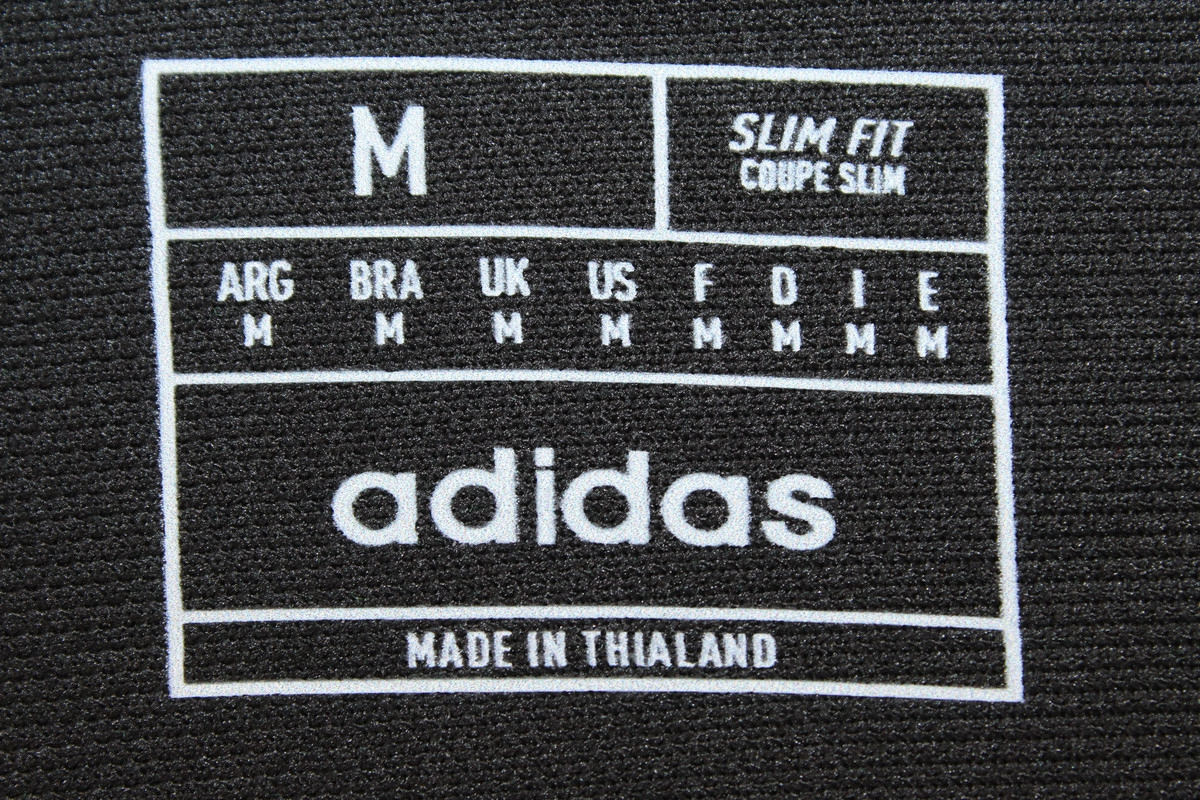 M
SLIM FIT
COUPE SLIM
ARG BRA UK US F D I E
M M M M M M M M
adidas
MADE IN THIALAND